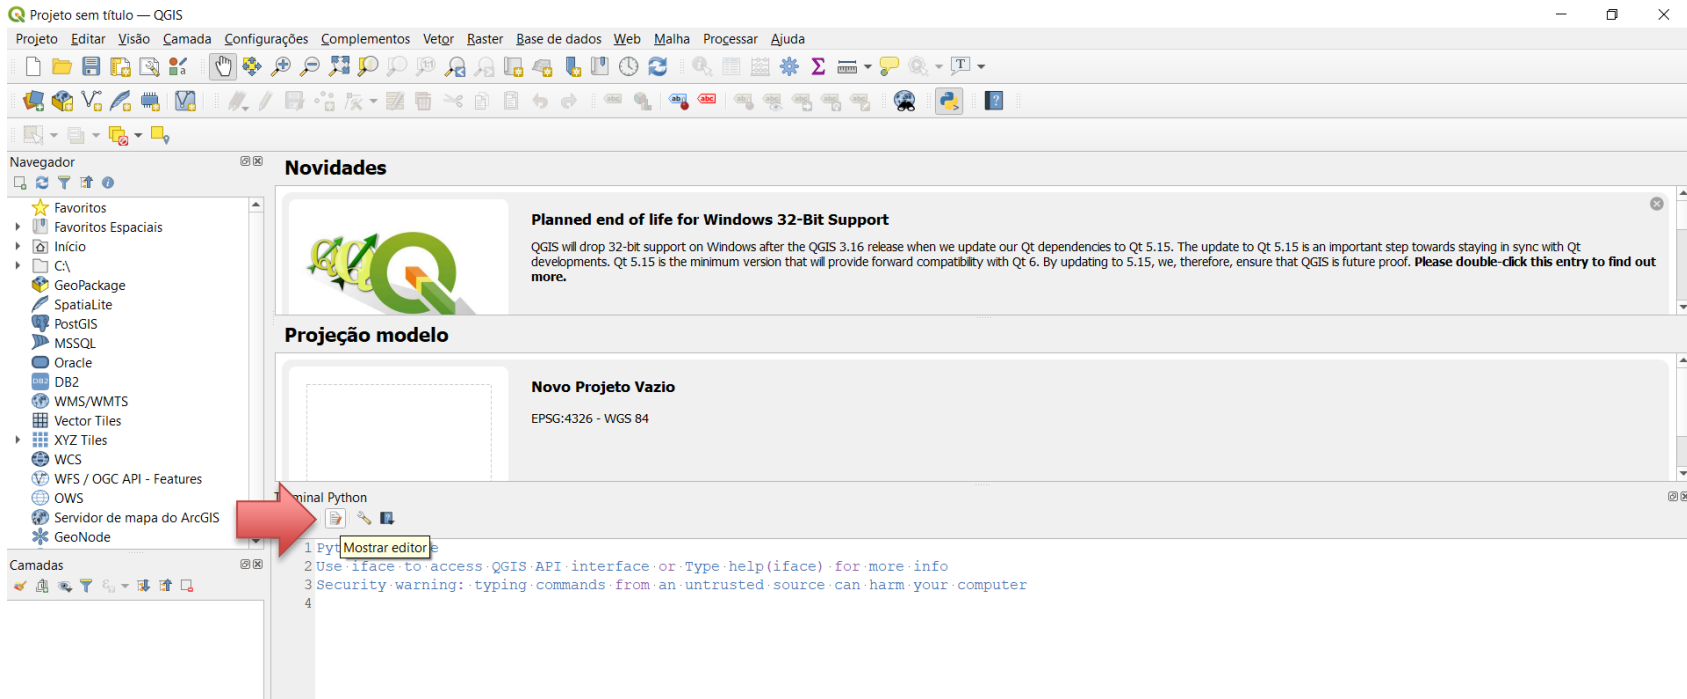 Projeto sem título — QGIS
Projeto Editar Visão Camada Configurações Complementos Vetor Raster Base de dados Web Malha Processar Ajuda
Navegador
Favoritos
Favoritos Espaciais
Início
C:\
GeoPackage
SpatiaLite
PostGIS
MSSQL
Oracle
DB2
WMS/WMTS
Vector Tiles
XYZ Tiles
WCS
WFS / OGC API - Features
OWS
Servidor de mapa do ArcGIS
GeoNode
Camadas
Novidades
Planned end of life for Windows 32-Bit Support
QGIS will drop 32-bit support on Windows after the QGIS 3.16 release when we update our Qt dependencies to Qt 5.15. The update to Qt 5.15 is an important step towards staying in sync with Qt
developments. Qt 5.15 is the minimum version that will provide forward compatibility with Qt 6. By updating to 5.15, we, therefore, ensure that QGIS is future proof. Please double-click this entry to find out
more.
Projeção modelo
Novo Projeto Vazio
EPSG:4326 - WGS 84
Python
Mostrar editor
1
2 Use iface to access QGIS API interface or Type help(iface) for more info
3 Security warning: typing commands from an untrusted source can harm your computer
4